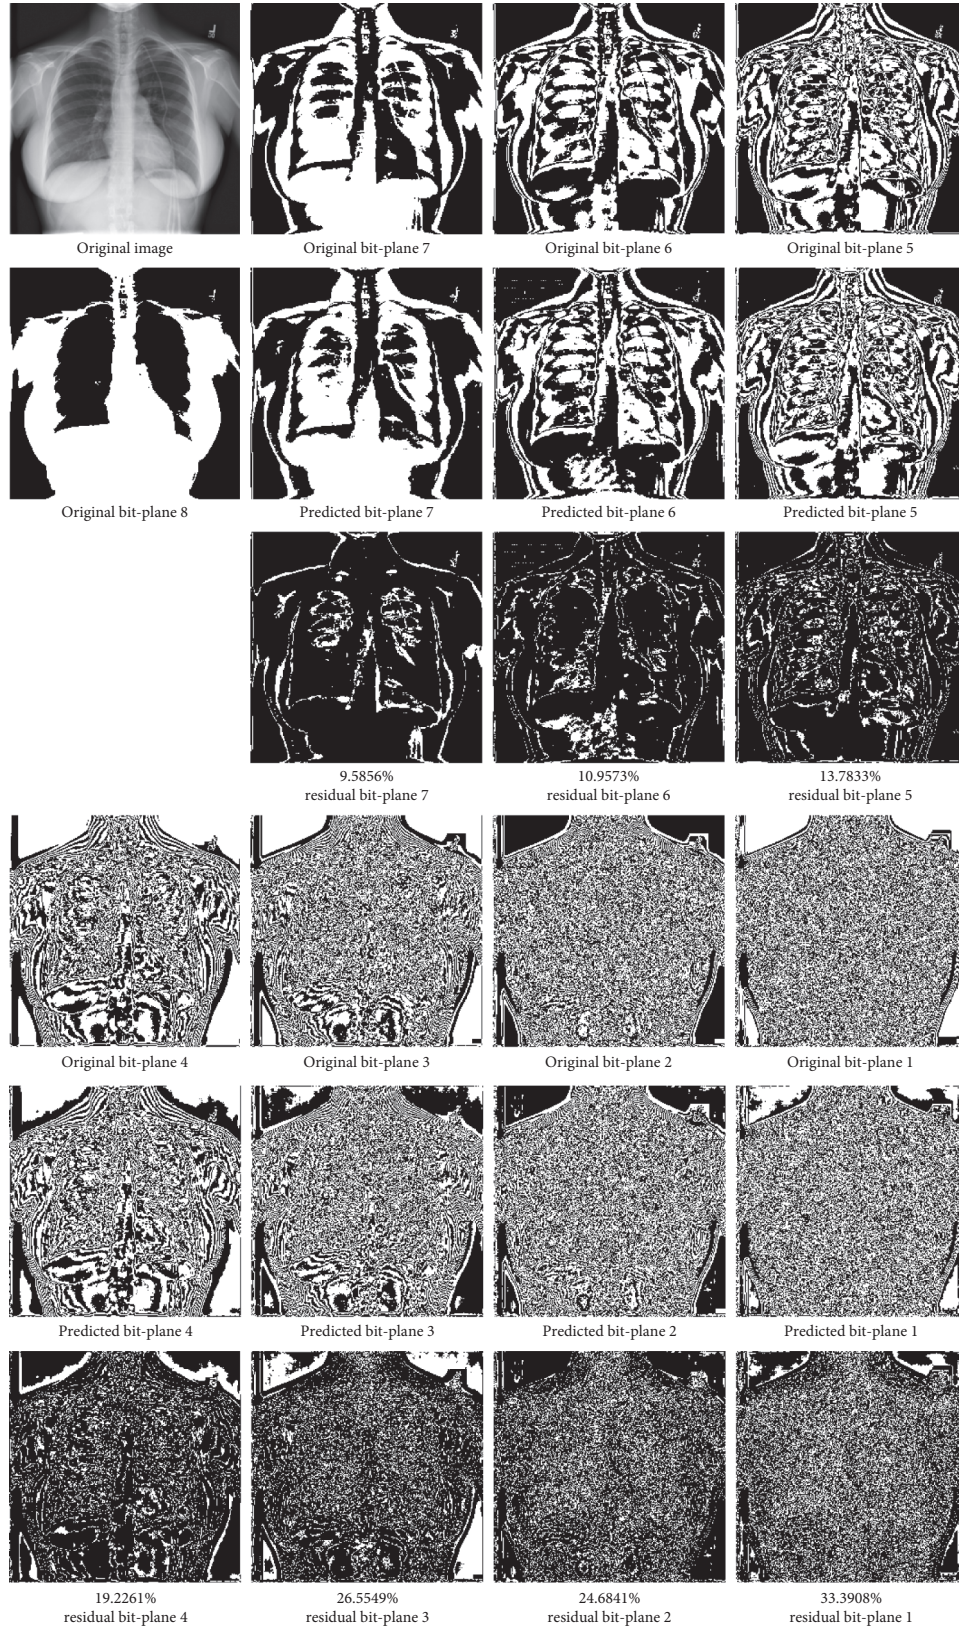 Original image
Original bit-plane 7
Original bit-plane 6
Original bit-plane 5
Original bit-plane 8
Predicted bit-plane 7
Predicted bit-plane 6
Predicted bit-plane 5
9.5856%
residual bit-plane 7
10.9573%
residual bit-plane 6
13.7833%
residual bit-plane 5
Original bit-plane 4
Original bit-plane 3
Original bit-plane 2
Original bit-plane 1
Predicted bit-plane 4
Predicted bit-plane 3
Predicted bit-plane 2
Predicted bit-plane 1
19.2261%
residual bit-plane 4
26.5549%
residual bit-plane 3
24.6841%
residual bit-plane 2
33.3908%
residual bit-plane 1